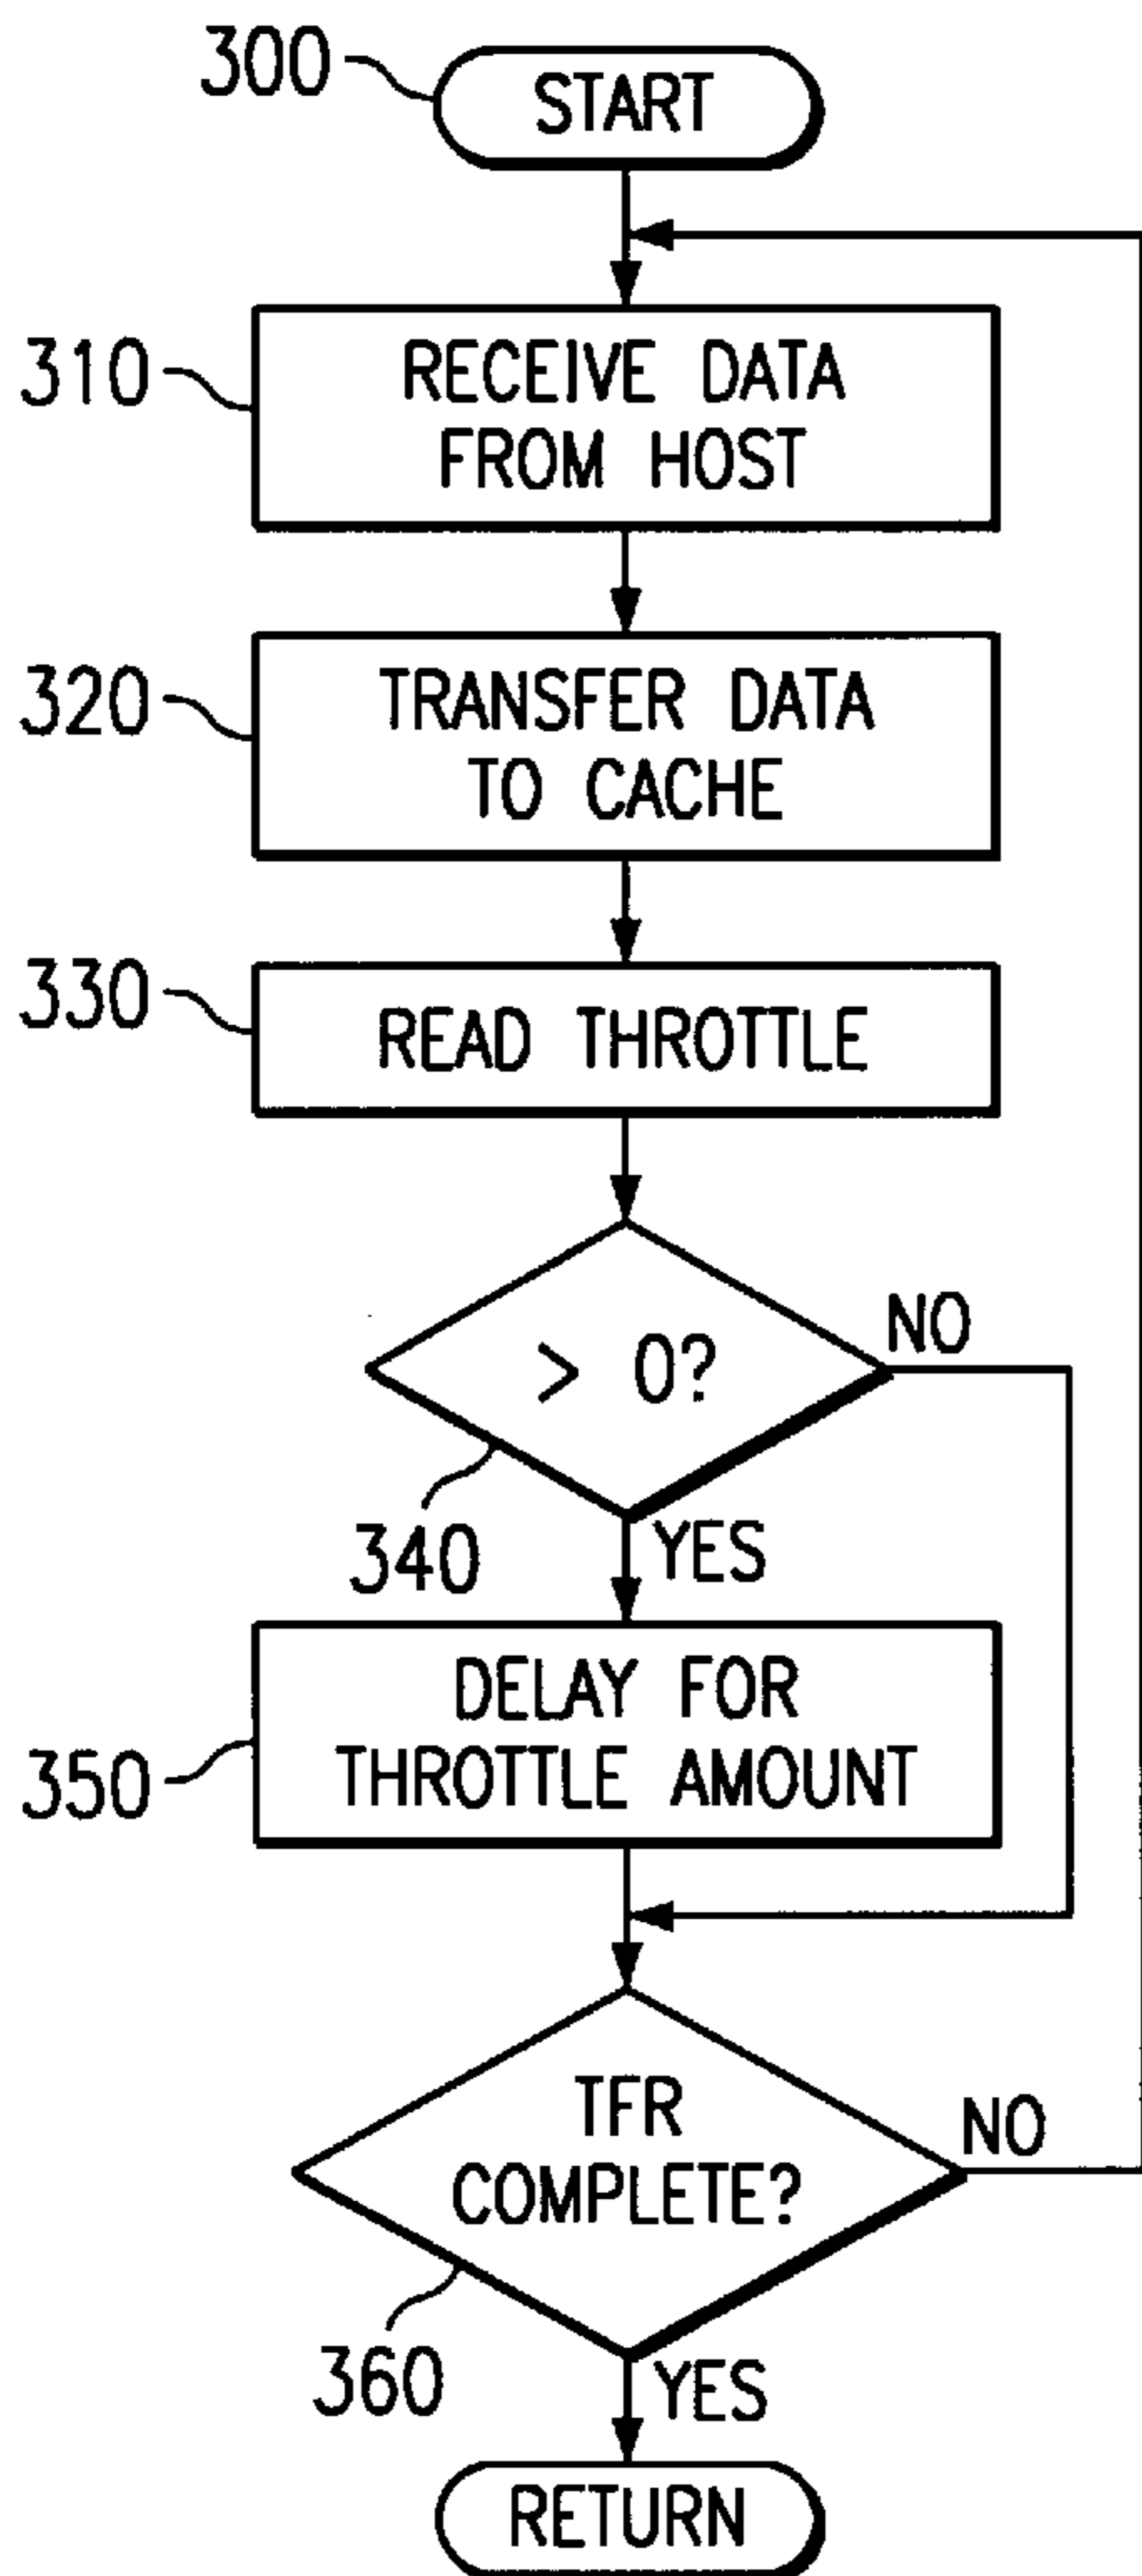 300
START
310
RECEIVE DATA
FROM HOST
320
TRANSFER DATA
TO CACHE
330
READ THROTTLE
> 0?
NO
340
YES
DELAY FOR
THROTTLE AMOUNT
350
TFR
COMPLETE?
NO
360
YES
RETURN